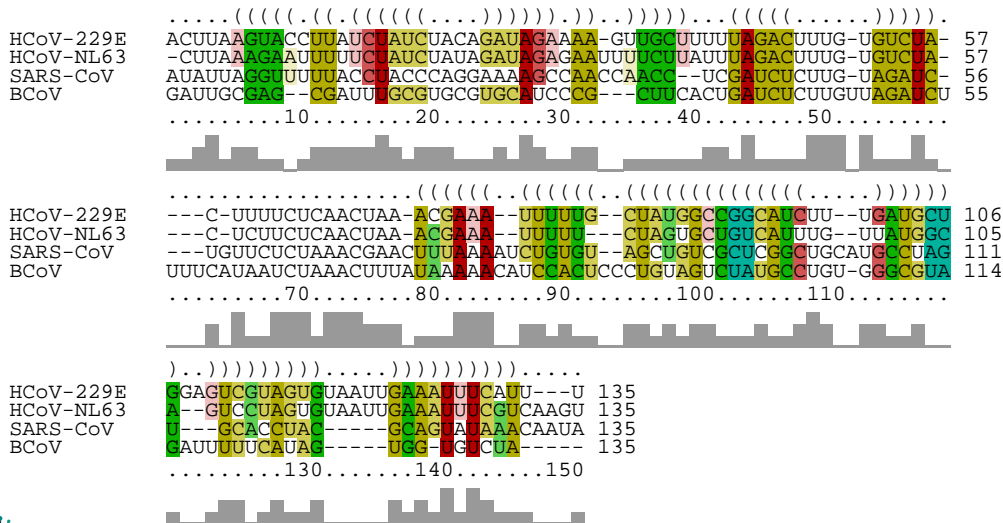 .....(((((.((.((((((....)))))).))..)))))...(((((......))))).
HCoV-229E ACUUAAGUACCUUAUCUAUCUACAGAUAGAAAA-GUUGCUUUUUAGACUUUG-UGUCUA- 57
HCoV-NL63 -CUUAAAGAAUUUUUCUAUCUAUAGAUAGAGAAUUUUCUUAUUUAGACUUUG-UGUCUA- 57
SARS-CoV AUAUUAGGUUUUUACCUACCCAGGAAAAGCCAACCAACC--UCGAUCUCUUG-UAGAUC- 56
BCoV GAUUGCGAG--CGAUUUGCGUGCGUGCAUCCCG---CUUCACUGAUCUCUUGUUAGAUCU 55
.........10........20........30........40........50.........
...................((((((..((((((..((((((((((((((.....))))))
HCoV-229E ---C-UUUUCUCAACUAA-ACGAAA--UUUUUG--CUAUGGCCGGCAUCUU--UGAUGCU 106
HCoV-NL63 ---C-UCUUCUCAACUAA-ACGAAA--UUUUU---CUAGUGCUGUCAUUUG--UUAUGGC 105
SARS-CoV ---UGUUCUCUAAACGAACUUUAAAAUCUGUGU--AGCUGUCGCUCGGCUGCAUGCCUAG 111
BCoV UUUCAUAAUCUAAACUUUAUAAAAACAUCCACUCCCUGUAGUCUAUGCCUGU-GGGCGUA 114
.........70........80........90........100.......110........
)..))))))))).....)))))))))).....
HCoV-229E GGAGUCGUAGUGUAAUUGAAAUUUCAUU---U 135
HCoV-NL63 A--GUCCUAGUGUAAUUGAAAUUUCGUCAAGU 135
SARS-CoV U---GCACCUAC-----GCAGUAUAAACAAUA 135
BCoV GAUUUUUCAUAG-----UGG-UGUCUA----- 135
.........130.......140.......150